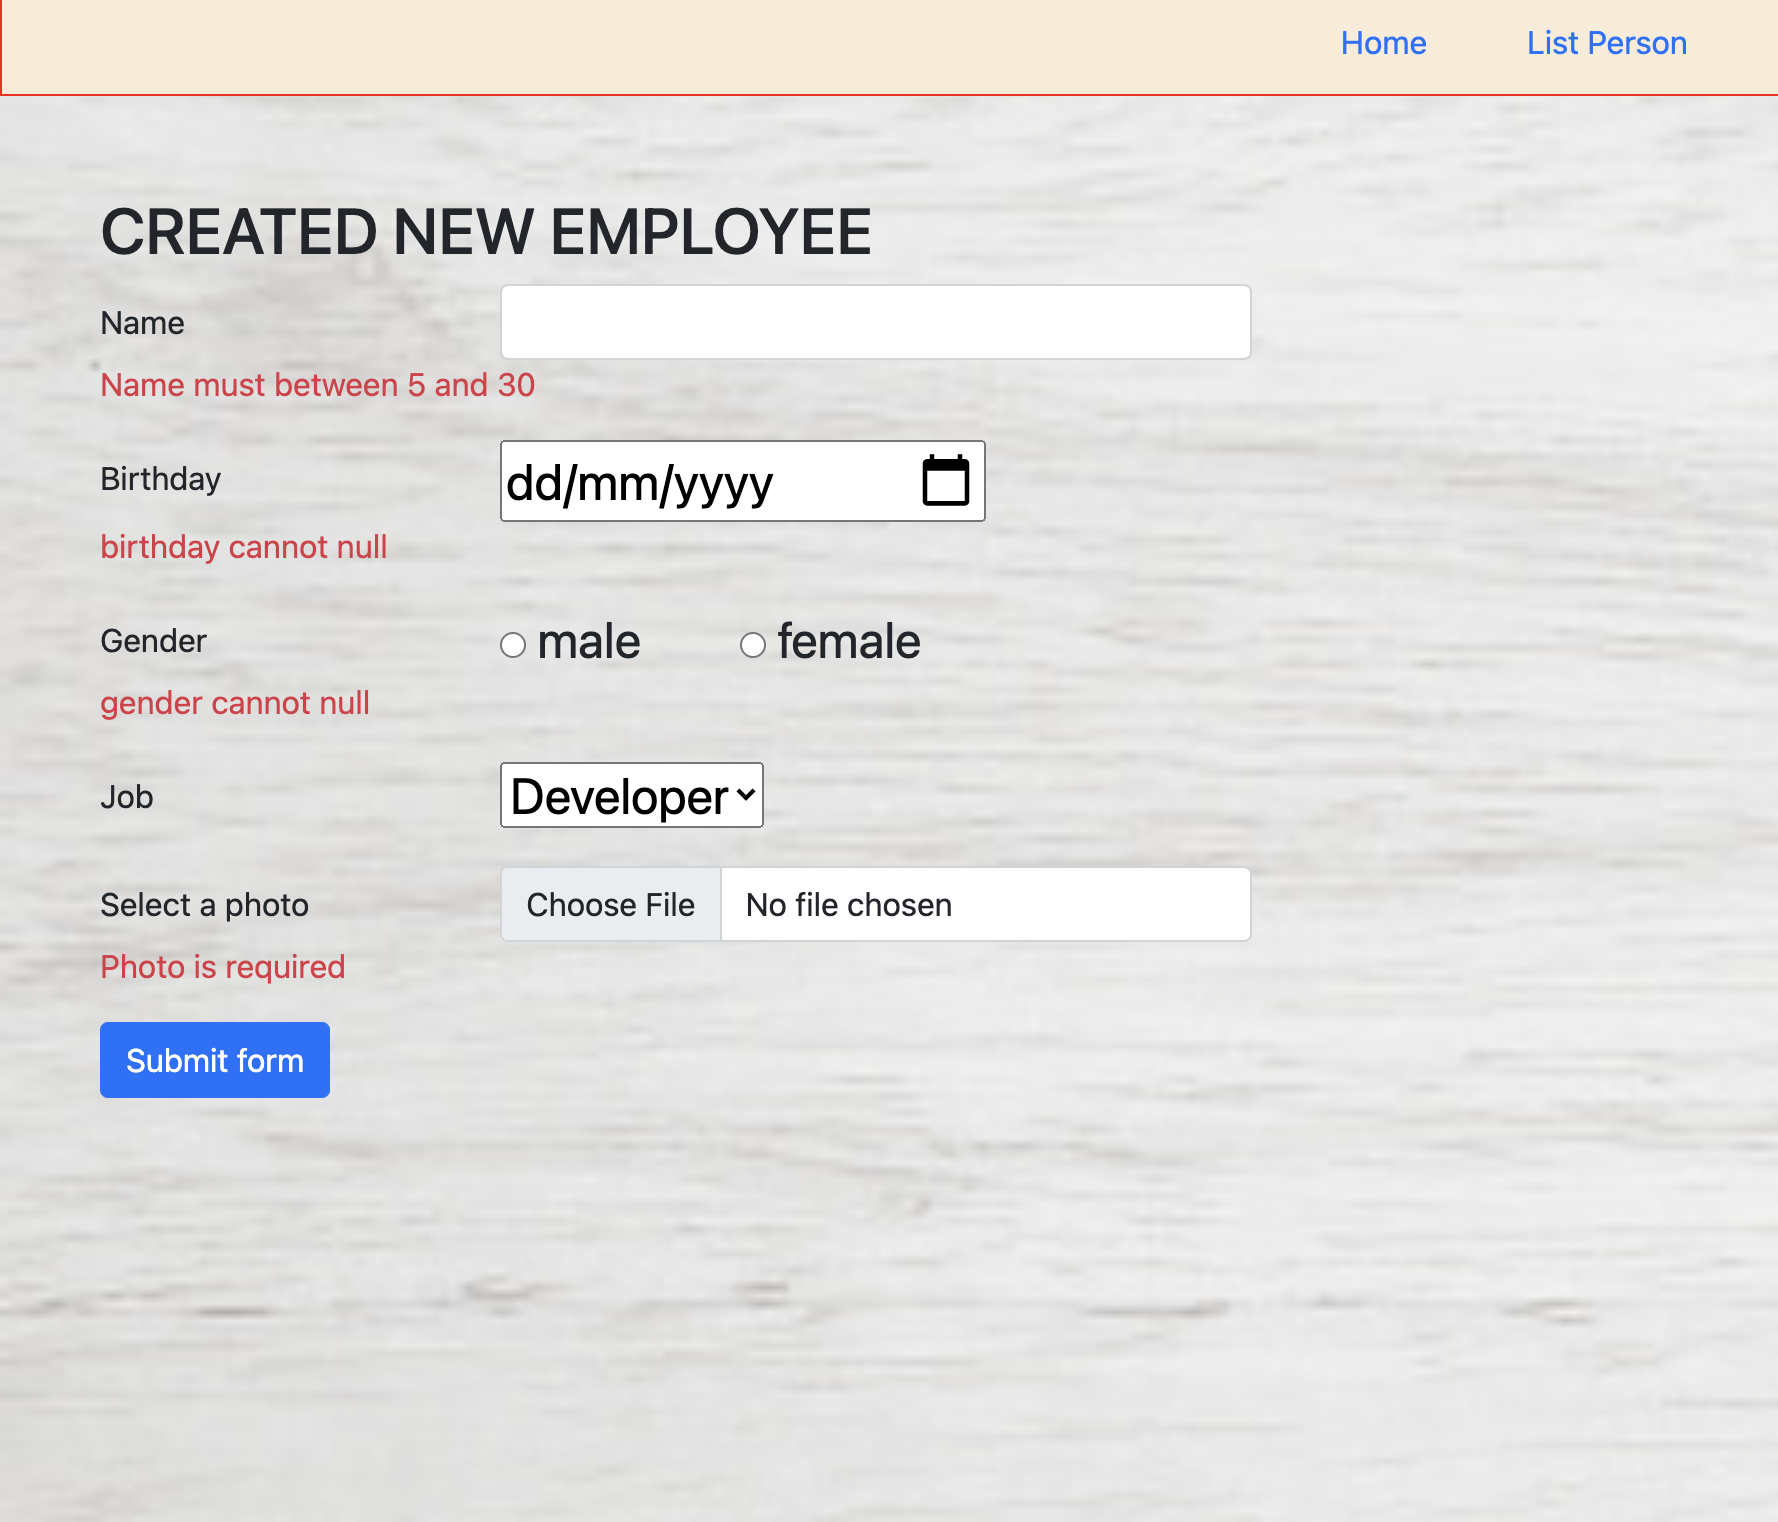 Home List Person
CREATED NEW EMPLOYEE
Name
Name must between 5 and 30
Birthday dd/mm/yyyy
birthday cannot null
Gender male female
gender cannot null
Job Developer
Select a photo Choose File No file chosen
Photo is required
Submit form